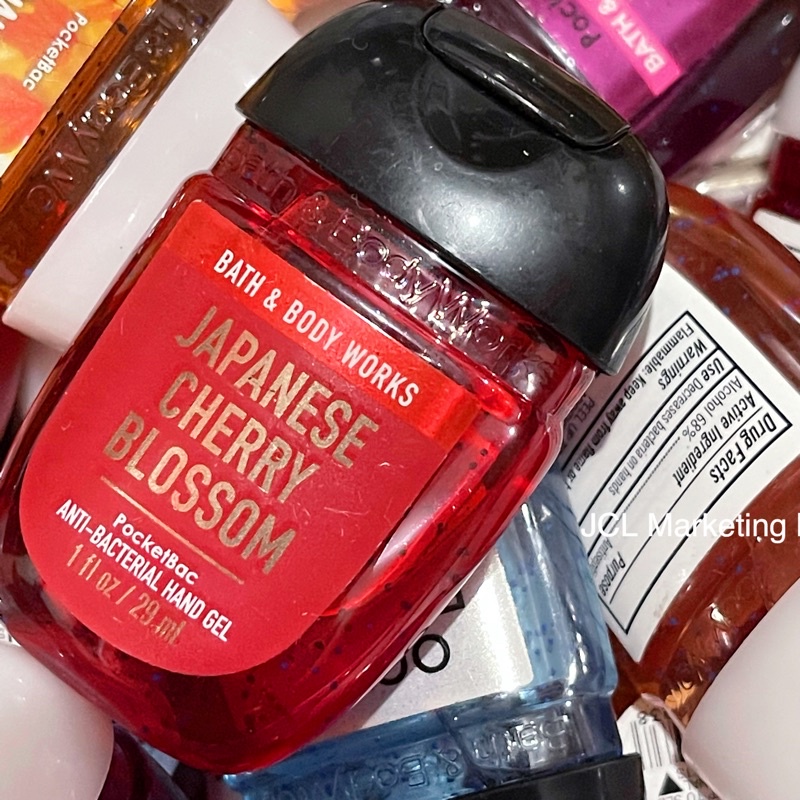 BATH & BODY WORKS
JAPANESE
CHERRY
BLOSSOM
PocketBac
ANTI-BACTERIAL HAND GEL
1 fl oz / 29 mL
Bath & Body Works
PocketBac
BATH &
Drug Facts
Active Ingredient
Alcohol 68%
Purpose
Use Decreases bacteria on hands
Warnings
Flammable. Keep away from flame or
JCL Marketing